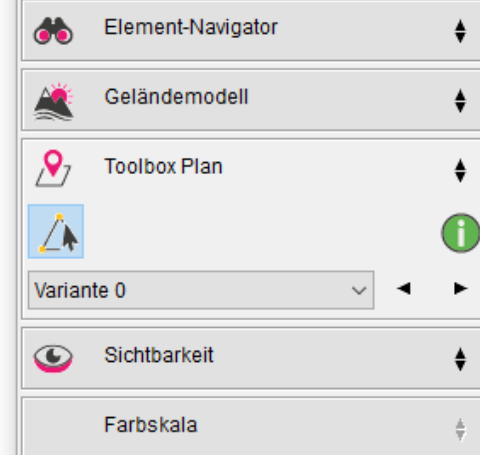 Element-Navigator
Geländemodell
Toolbox Plan
Variante 0
Sichtbarkeit
Farbskala